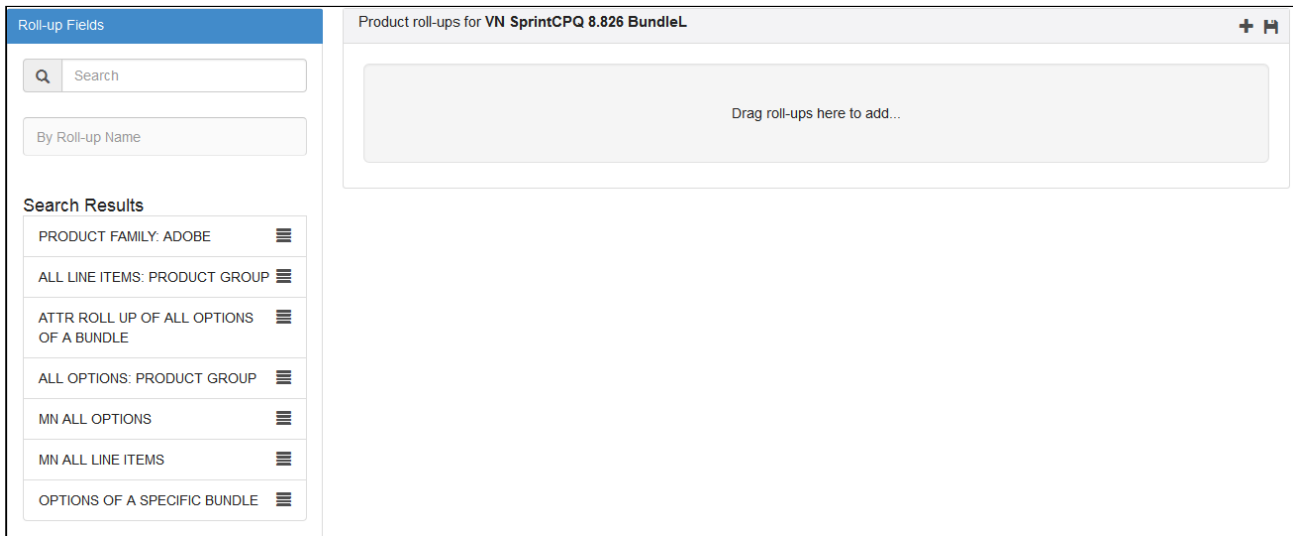 Roll-up Fields
Search
By Roll-up Name
Search Results
PRODUCT FAMILY: ADOBE
ALL LINE ITEMS: PRODUCT GROUP
ATTR ROLL UP OF ALL OPTIONS
OF A BUNDLE
ALL OPTIONS: PRODUCT GROUP
MN ALL OPTIONS
MN ALL LINE ITEMS
OPTIONS OF A SPECIFIC BUNDLE
Product roll-ups for VN SprintCPQ 8.826 BundleL
Drag roll-ups here to add...